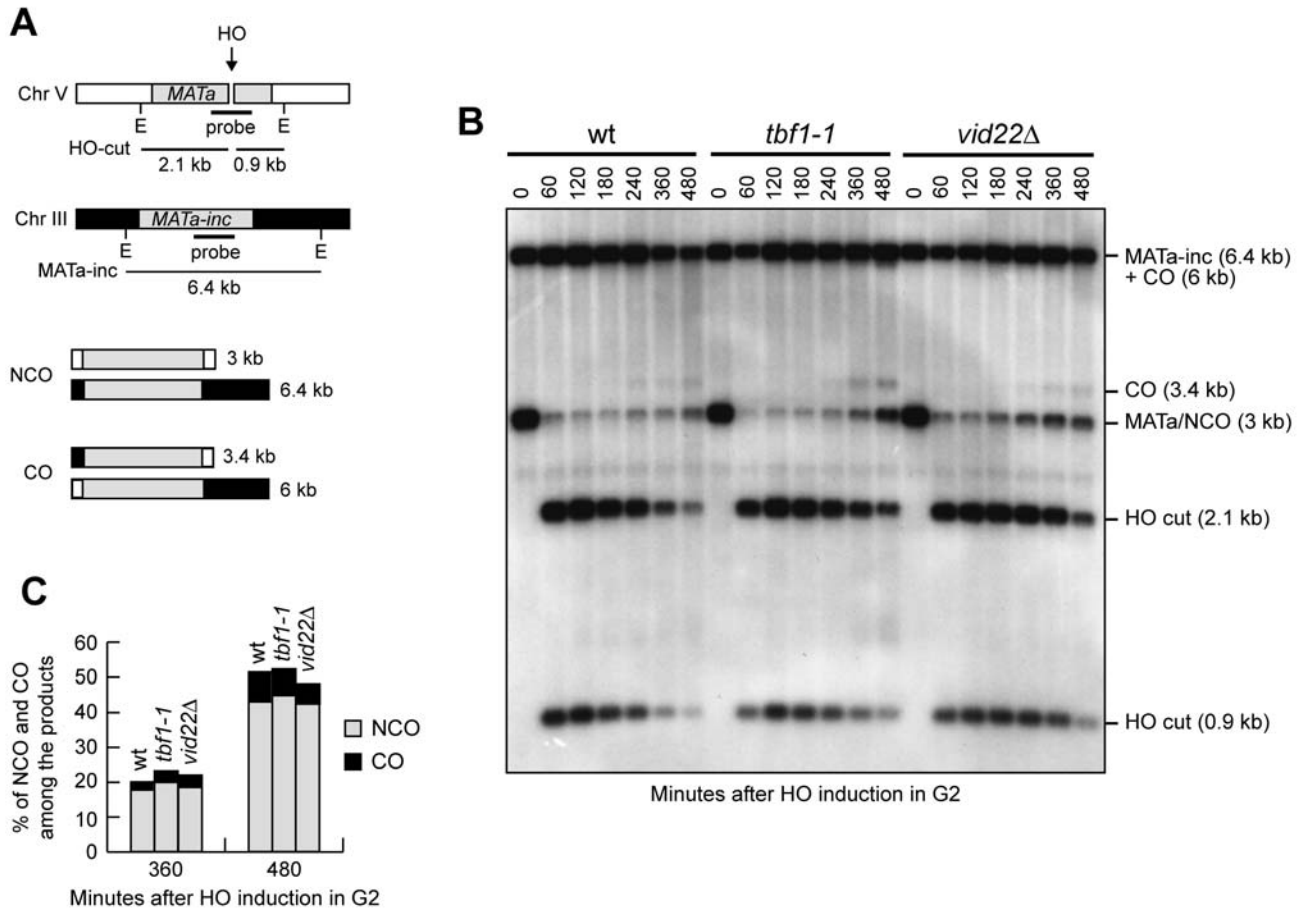 A
HO
Chr V
MATa
E
probe
E
HO-cut
2.1 kb
0.9 kb
Chr III
MATa-inc
E
probe
E
MATa-inc
6.4 kb
NCO
3 kb
6.4 kb
CO
3.4 kb
6 kb
B
wt
tbf1-1
vid22Δ
0 60 120 180 240 360 480 0 60 120 180 240 360 480 0 60 120 180 240 360 480
MATa-inc (6.4 kb)
+ CO (6 kb)
CO (3.4 kb)
MATa/NCO (3 kb)
HO cut (2.1 kb)
HO cut (0.9 kb)
Minutes after HO induction in G2
C
% of NCO and CO
among the products
60
50
40
30
20
10
0
wt
tbf1-1
vid22Δ
wt
tbf1-1
vid22Δ
NCO
CO
360
480
Minutes after HO induction in G2